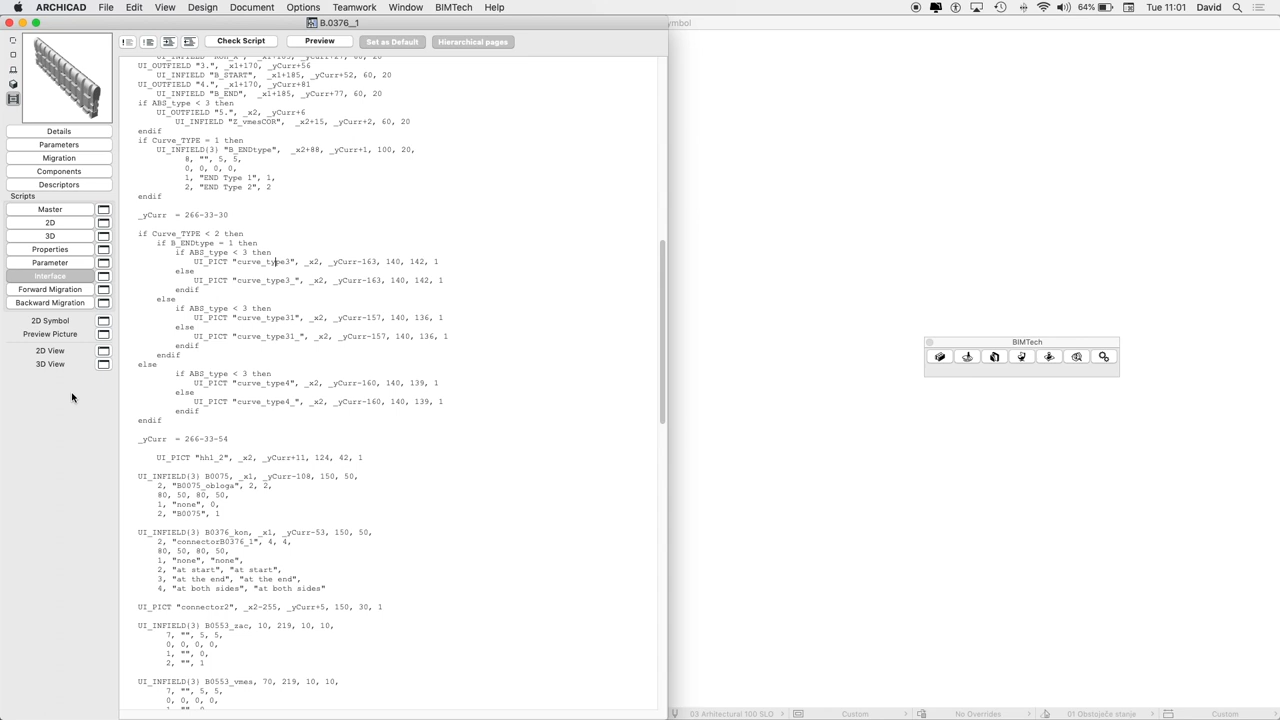 ARCHICAD File Edit View Design Document Options Teamwork Window BIMTech Help 64% Tue 11:01 David
B.0376__1
ymbol
Check Script Preview Set as Default Hierarchical pages
Details
Parameters
Migration
Components
Descriptors
Scripts
Master
2D
3D
Properties
Parameter
Interface
Forward Migration
Backward Migration
2D Symbol
Preview Picture
2D View
3D View
UI_OUTFIELD "3.", _x1+170, _yCurr+56
UI_INFIELD "B_START", _x1+185, _yCurr+52, 60, 20
UI_OUTFIELD "4.", _x1+170, _yCurr+81
UI_INFIELD "B_END", _x1+185, _yCurr+77, 60, 20
if ABS_type < 3 then
UI_OUTFIELD "5.", _x2, _yCurr+6
UI_INFIELD "Z_vmesCOR", _x2+15, _yCurr+2, 60, 20
endif
if Curve_TYPE = 1 then
UI_INFIELD{3} "B_ENDtype", _x2+88, _yCurr+1, 100, 20,
8, "", 5, 5,
0, 0, 0, 0,
1, "END Type 1", 1,
2, "END Type 2", 2
endif
_yCurr = 266-33-30
if Curve_TYPE < 2 then
if B_ENDtype = 1 then
if ABS_type < 3 then
UI_PICT "curve_type3", _x2, _yCurr-163, 140, 142, 1
else
UI_PICT "curve_type3_", _x2, _yCurr-163, 140, 142, 1
endif
else
if ABS_type < 3 then
UI_PICT "curve_type31", _x2, _yCurr-157, 140, 136, 1
else
UI_PICT "curve_type31_", _x2, _yCurr-157, 140, 136, 1
endif
endif
else
if ABS_type < 3 then
UI_PICT "curve_type4", _x2, _yCurr-160, 140, 139, 1
else
UI_PICT "curve_type4_", _x2, _yCurr-160, 140, 139, 1
endif
endif
_yCurr = 266-33-54
UI_PICT "hh1_2", _x2, _yCurr+11, 124, 42, 1
UI_INFIELD{3} B0075, _x1, _yCurr-108, 150, 50,
2, "B0075_obloga", 2, 2,
80, 50, 80, 50,
1, "none", 0,
2, "B0075", 1
UI_INFIELD{3} B0376_kon, _x1, _yCurr-53, 150, 50,
2, "connectorB0376_1", 4, 4,
80, 50, 80, 50,
1, "none", "none",
2, "at start", "at start",
3, "at the end", "at the end",
4, "at both sides", "at both sides"
UI_PICT "connector2", _x2-255, _yCurr+5, 150, 30, 1
UI_INFIELD{3} B0553_zac, 10, 219, 10, 10,
7, "", 5, 5,
0, 0, 0, 0,
1, "", 0,
2, "", 1
UI_INFIELD{3} B0553_vmes, 70, 219, 10, 10,
7, "", 5, 5,
0, 0, 0, 0,
BIMTech
03 Arhitectural 100 SLO Custom No Overrides 01 Obstoječe stanje Custom